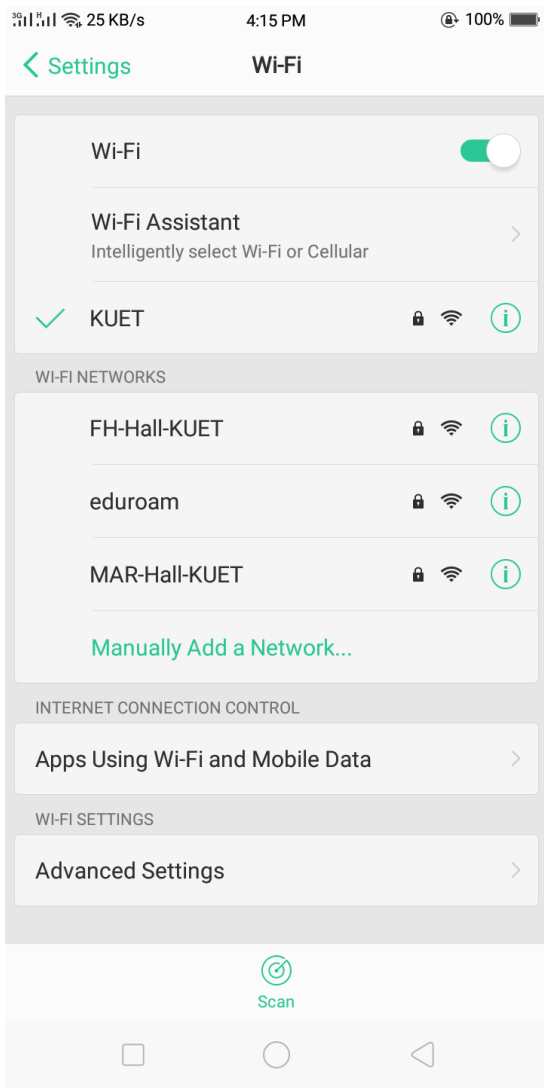 3G H 25 KB/s 4:15 PM 100%
Settings Wi-Fi
Wi-Fi
Wi-Fi Assistant
Intelligently select Wi-Fi or Cellular
KUET
WI-FI NETWORKS
FH-Hall-KUET
eduroam
MAR-Hall-KUET
Manually Add a Network...
INTERNET CONNECTION CONTROL
Apps Using Wi-Fi and Mobile Data
WI-FI SETTINGS
Advanced Settings
Scan